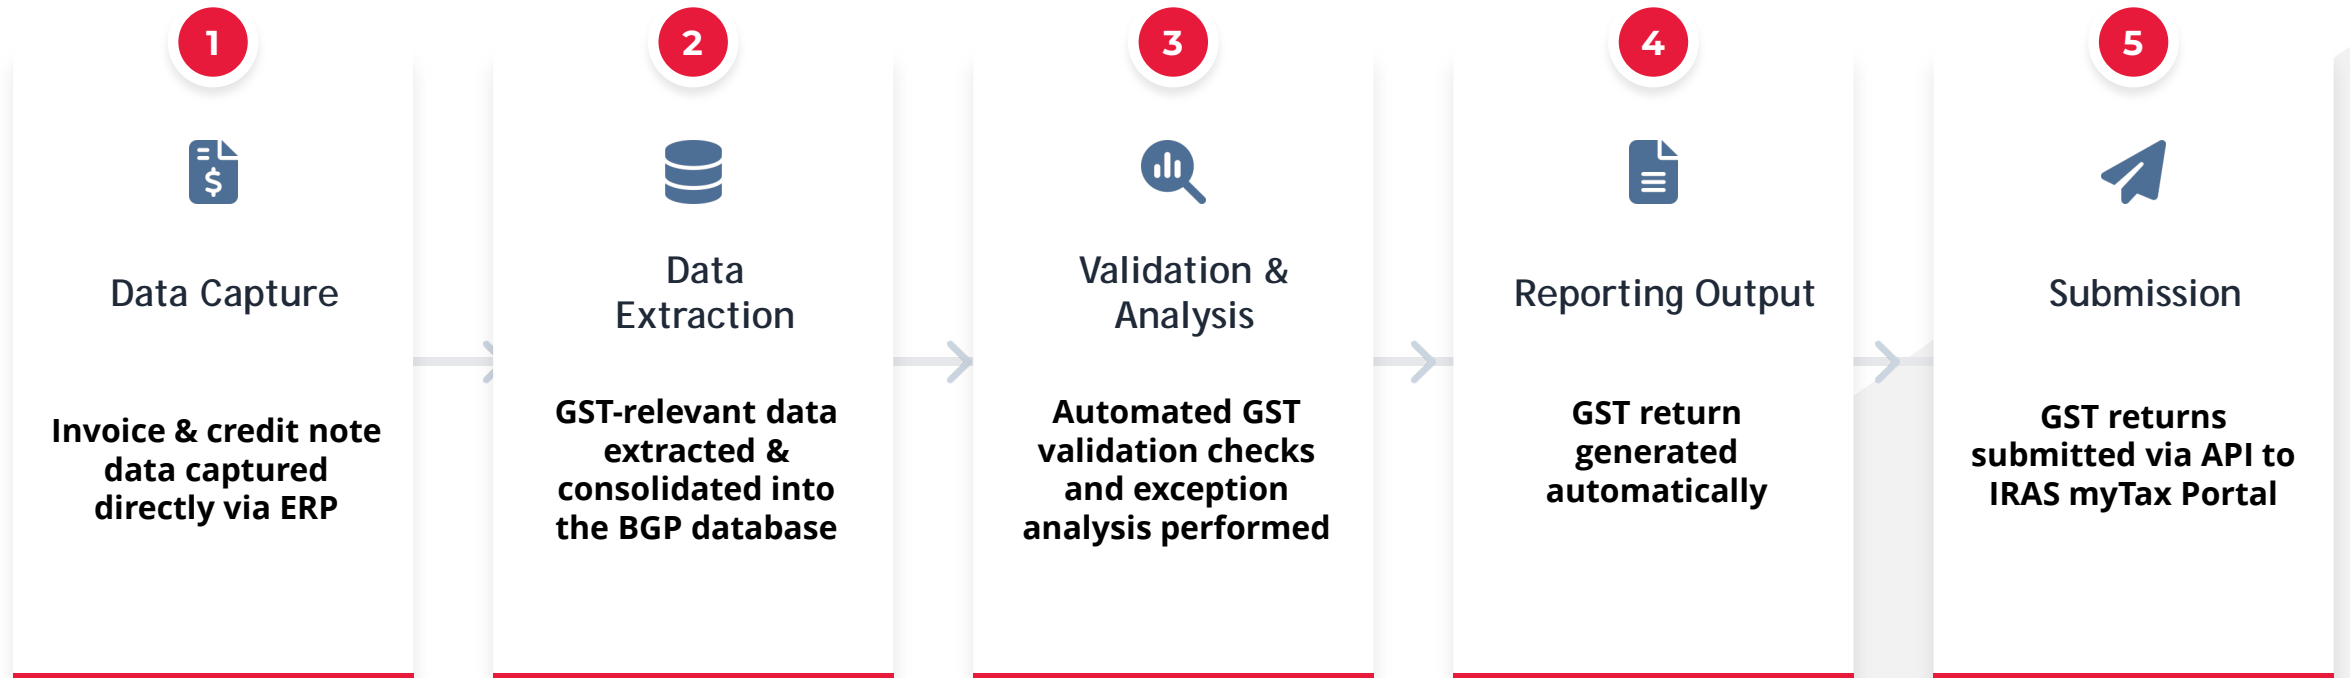 1
Data Capture
Invoice & credit note
data captured
directly via ERP
2
Data
Extraction
GST-relevant data
extracted &
consolidated into
the BGP database
3
Validation &
Analysis
Automated GST
validation checks
and exception
analysis performed
4
Reporting Output
GST return
generated
automatically
5
Submission
GST returns
submitted via API to
IRAS myTax Portal